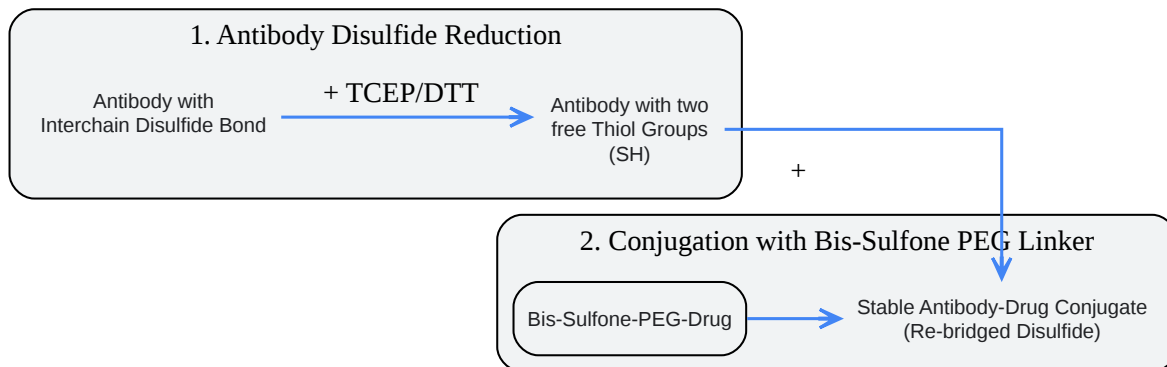 1. Antibody Disulfide Reduction
Antibody with
Interchain Disulfide Bond
+ TCEP/DTT
Antibody with two
free Thiol Groups
(SH)
+
2. Conjugation with Bis-Sulfone PEG Linker
Bis-Sulfone-PEG-Drug
Stable Antibody-Drug Conjugate
(Re-bridged Disulfide)